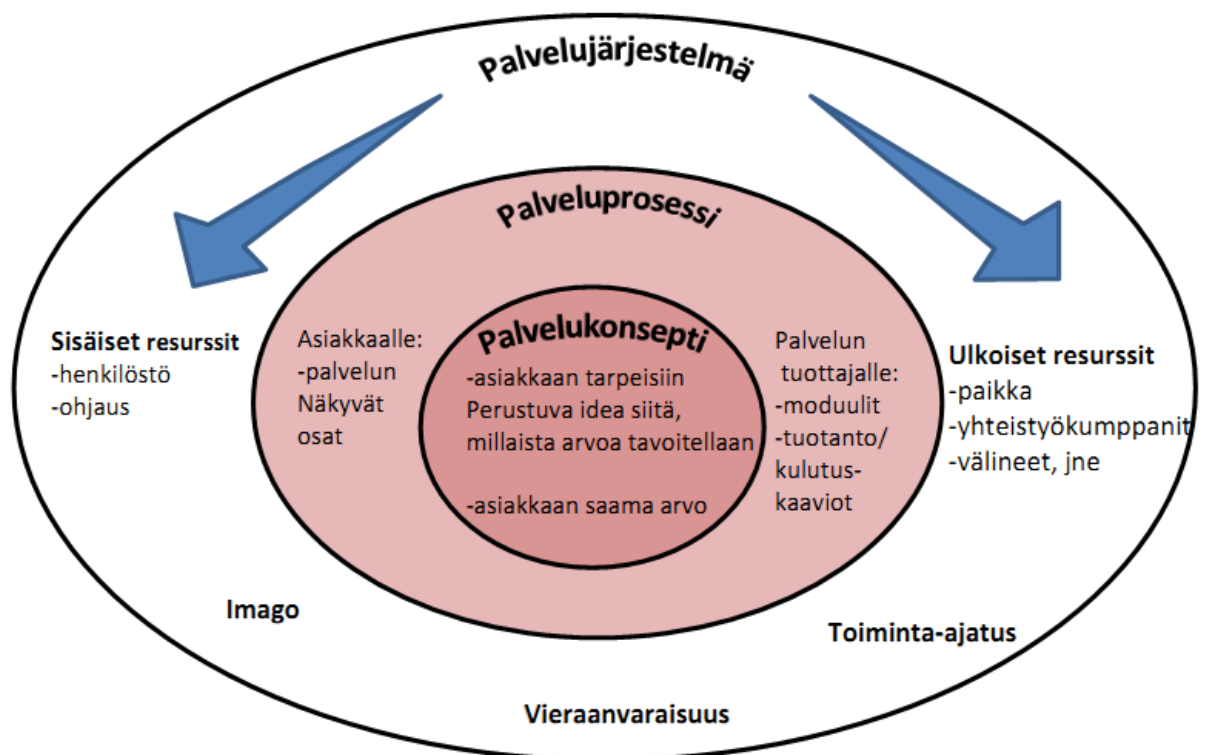 Palvelujärjestelmä
Palveluprosessi
Palvelukonsepti
Sisäiset resurssit
-henkilöstö
-ohjaus
Asiakkaalle:
-palvelun
Näkyvät
osat
-asiakkaan tarpeisiin
Perustuva idea siitä,
millaista arvoa tavoitellaan
-asiakkaan saama arvo
Palvelun
tuottajalle:
-moduulit
-tuotanto/
kulutus-
kaaviot
Ulkoiset resurssit
-paikka
-yhteistyökumppanit
-välineet, jne
Imago
Toiminta-ajatus
Vieraanvaraisuus